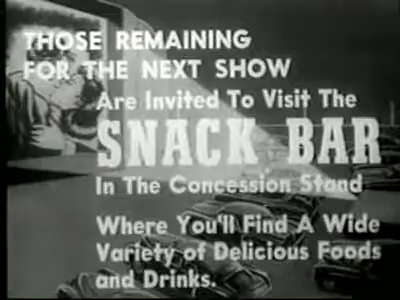 THOSE REMAINING
FOR THE NEXT SHOW
Are Invited To Visit The
SNACK BAR
In The Concession Stand
Where You'll Find A Wide
Variety of Delicious Foods
and Drinks.